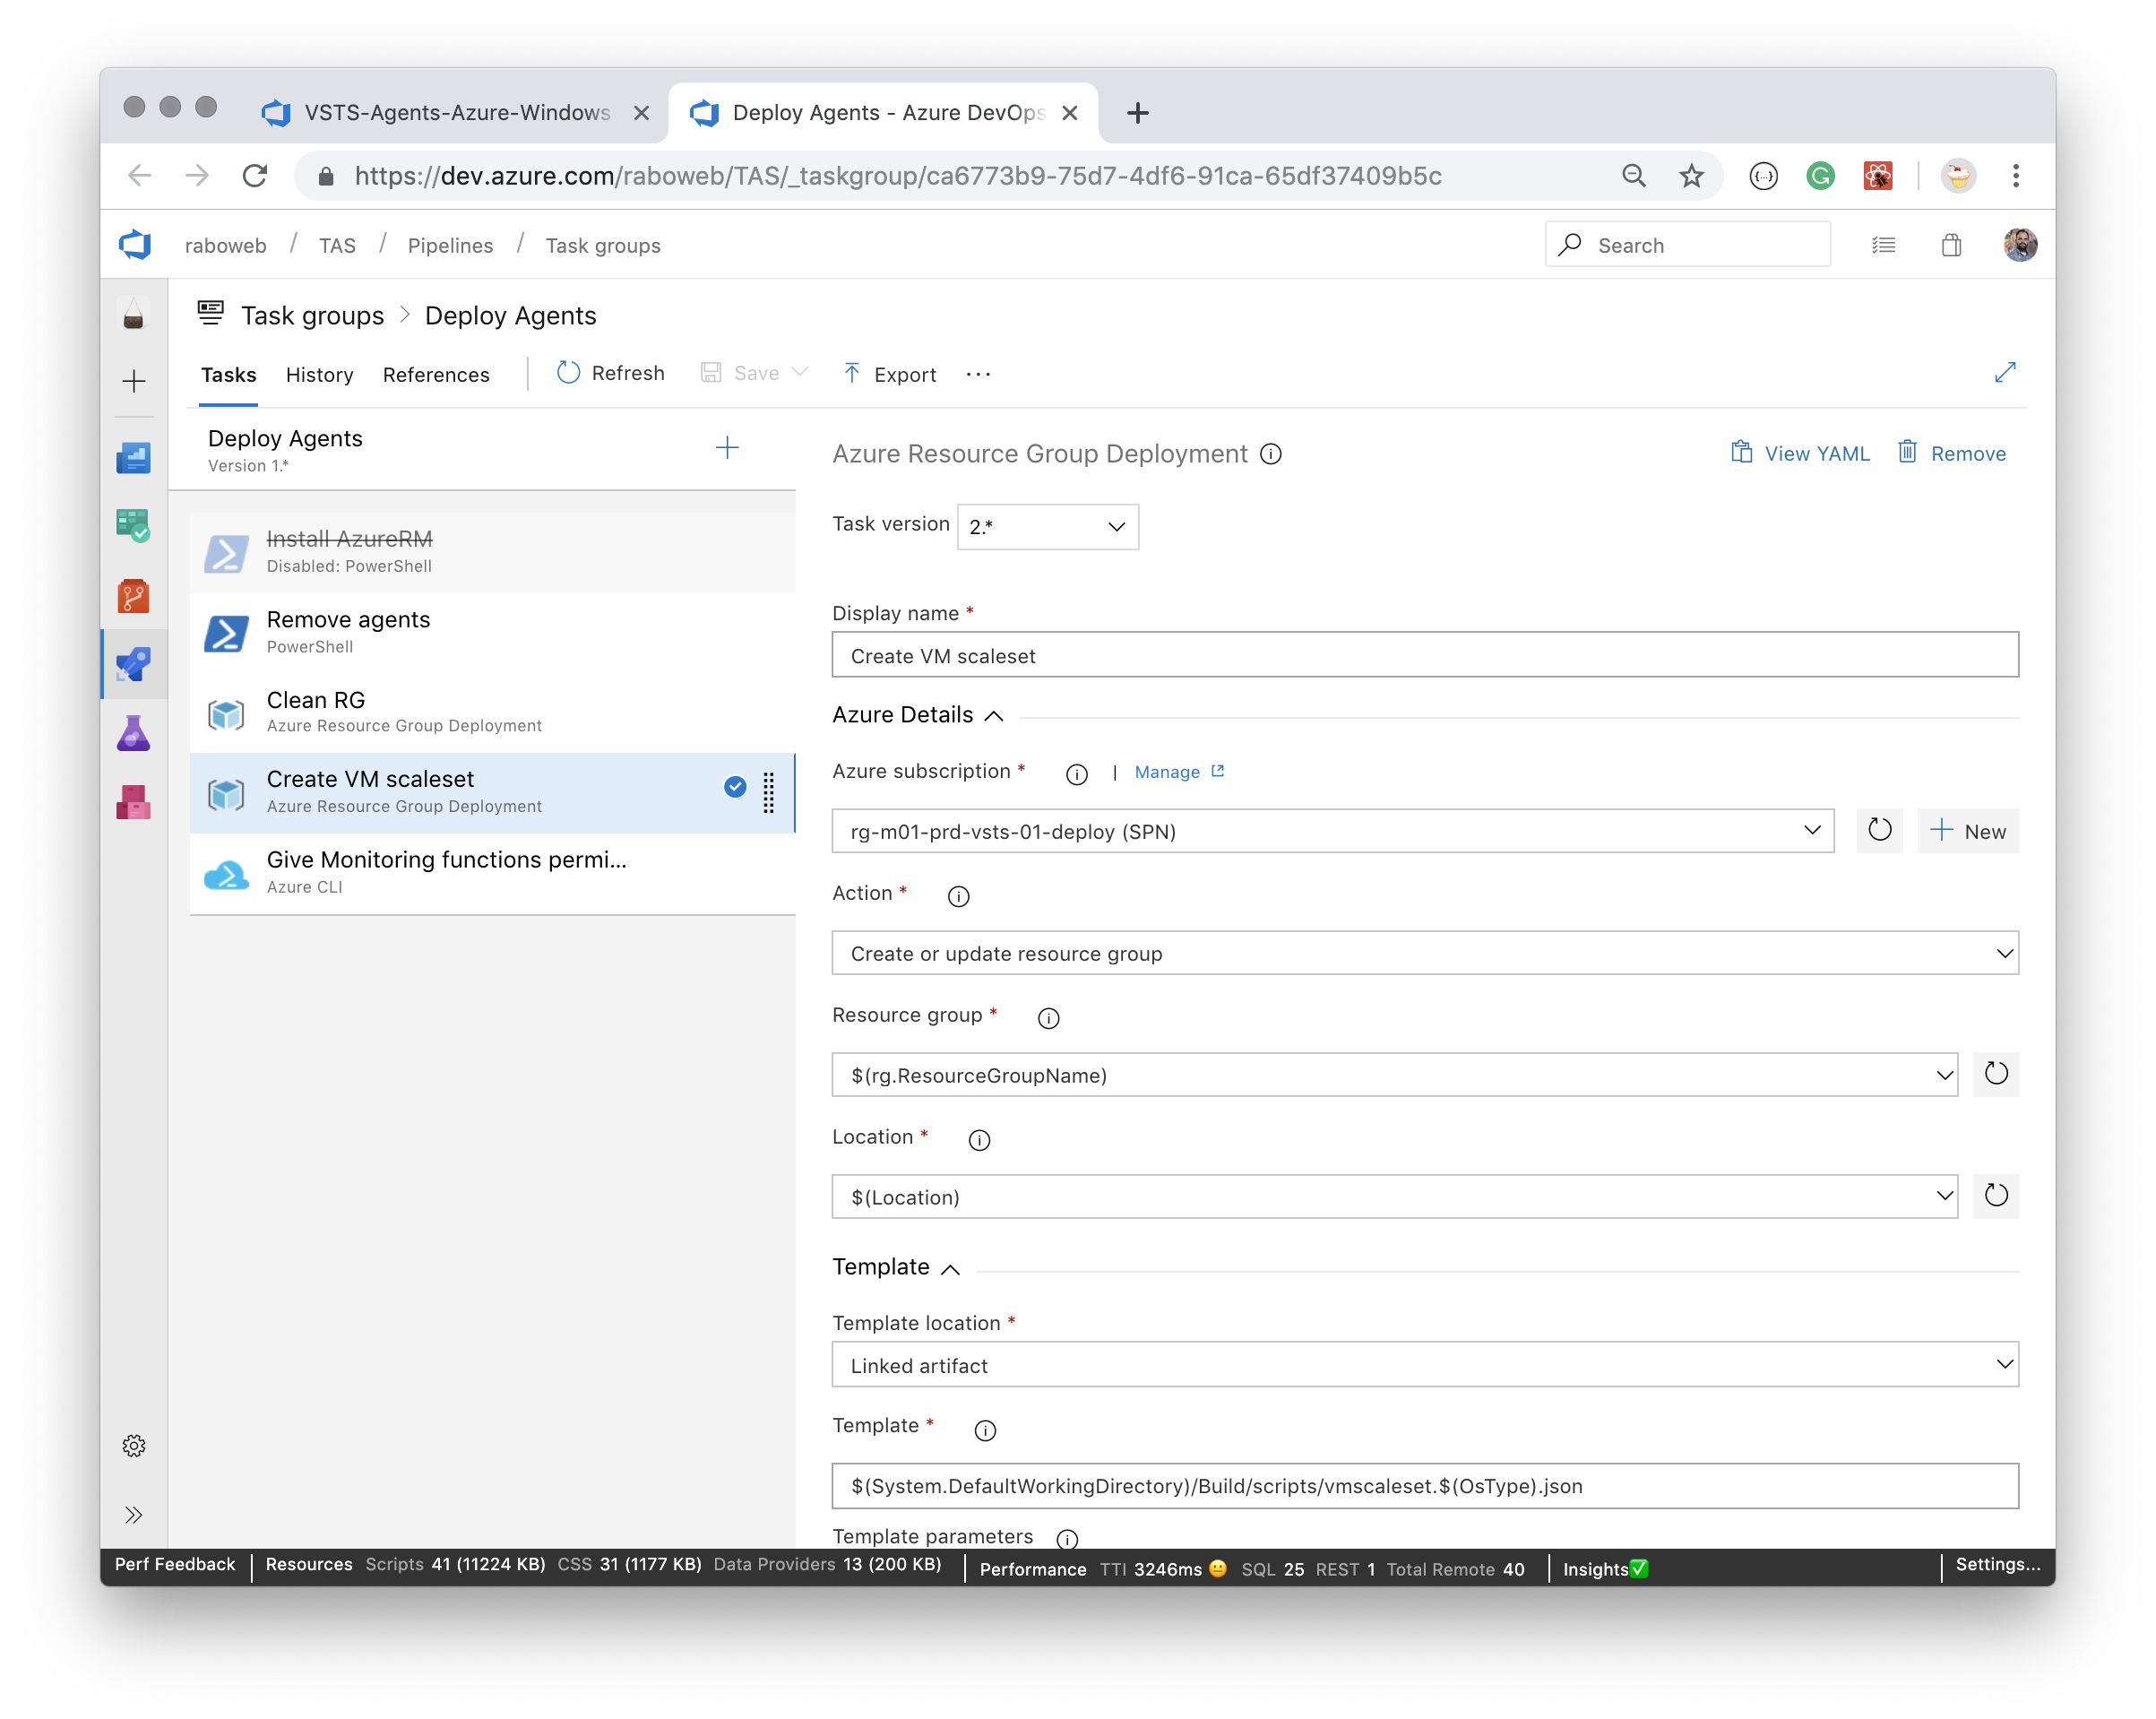 VSTS-Agents-Azure-Windows
Deploy Agents - Azure DevOps
https://dev.azure.com/raboweb/TAS/_taskgroup/ca6773b9-75d7-4df6-91ca-65df37409b5c
raboweb / TAS / Pipelines / Task groups
Search
Task groups > Deploy Agents
Tasks History References Refresh Save Export ...
Deploy Agents
Version 1.*
Install AzureRM
Disabled: PowerShell
Remove agents
PowerShell
Clean RG
Azure Resource Group Deployment
Create VM scaleset
Azure Resource Group Deployment
Give Monitoring functions permi...
Azure CLI
Azure Resource Group Deployment
View YAML Remove
Task version 2.*
Display name *
Create VM scaleset
Azure Details
Azure subscription * | Manage
rg-m01-prd-vsts-01-deploy (SPN)
New
Action *
Create or update resource group
Resource group *
$(rg.ResourceGroupName)
Location *
$(Location)
Template
Template location *
Linked artifact
Template *
$(System.DefaultWorkingDirectory)/Build/scripts/vmscaleset.$(OsType).json
Template parameters
Perf Feedback Resources Scripts 41 (11224 KB) CSS 31 (1177 KB) Data Providers 13 (200 KB) Performance TTI 3246ms 😐 SQL 25 REST 1 Total Remote 40 Insights✅ Settings...